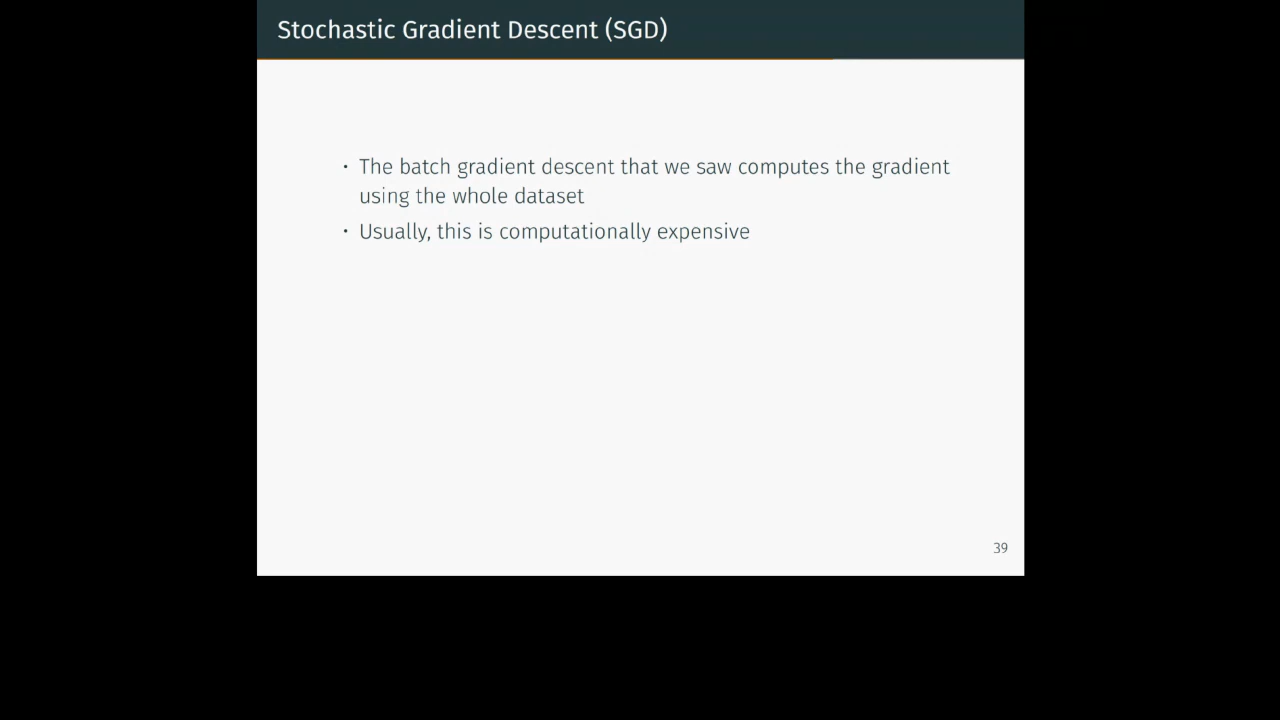 Stochastic Gradient Descent (SGD)
· The batch gradient descent that we saw computes the gradient
using the whole dataset
· Usually, this is computationally expensive
39